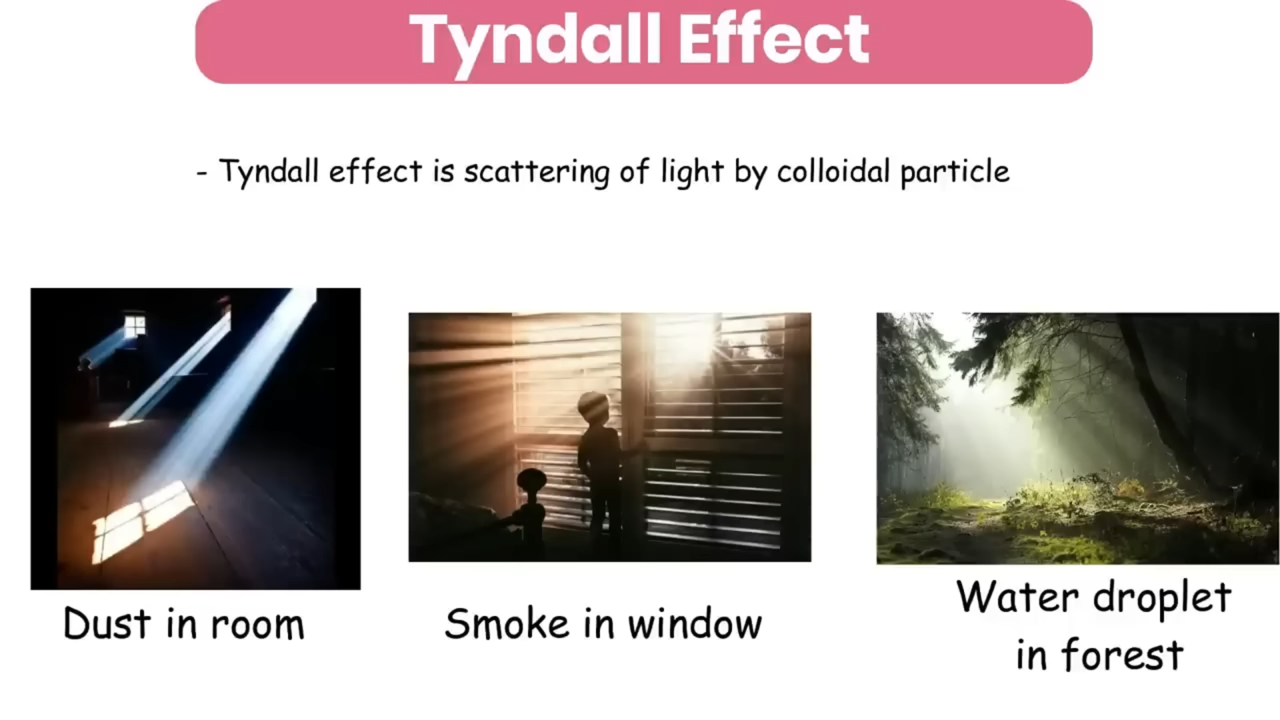 Tyndall Effect
- Tyndall effect is scattering of light by colloidal particle
Dust in room
Smoke in window
Water droplet
in forest